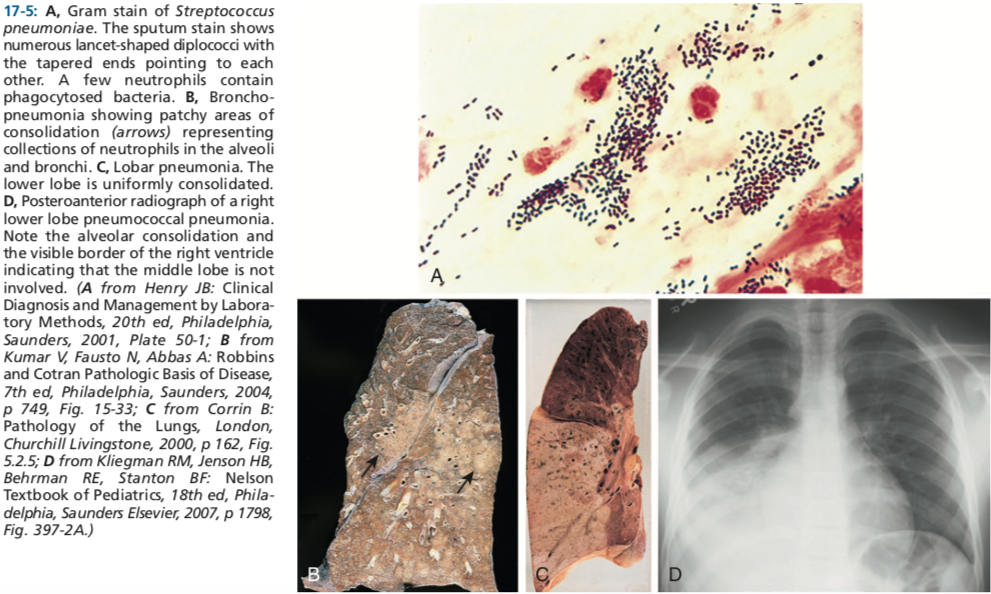 17-5: A, Gram stain of Streptococcus
pneumoniae. The sputum stain shows
numerous lancet-shaped diplococci with
the tapered ends pointing to each
other. A few neutrophils contain
phagocytosed bacteria. B, Broncho-
pneumonia showing patchy areas of
consolidation (arrows) representing
collections of neutrophils in the alveoli
and bronchi. C, Lobar pneumonia. The
lower lobe is uniformly consolidated.
D, Posteroanterior radiograph of a right
lower lobe pneumococcal pneumonia.
Note the alveolar consolidation and
the visible border of the right ventricle
indicating that the middle lobe is not
involved. (A from Henry JB: Clinical
Diagnosis and Management by Labora-
tory Methods, 20th ed, Philadelphia,
Saunders, 2001, Plate 50-1; B from
Kumar V, Fausto N, Abbas A: Robbins
and Cotran Pathologic Basis of Disease,
7th ed, Philadelphia, Saunders, 2004,
p 749, Fig. 15-33; C from Corrin B:
Pathology of the Lungs, London,
Churchill Livingstone, 2000, p 162, Fig.
5.2.5; D from Kliegman RM, Jenson HB,
Behrman RE, Stanton BF: Nelson
Textbook of Pediatrics, 18th ed, Phila-
delphia, Saunders Elsevier, 2007, p 1798,
Fig. 397-2A.)
A
B
C
D